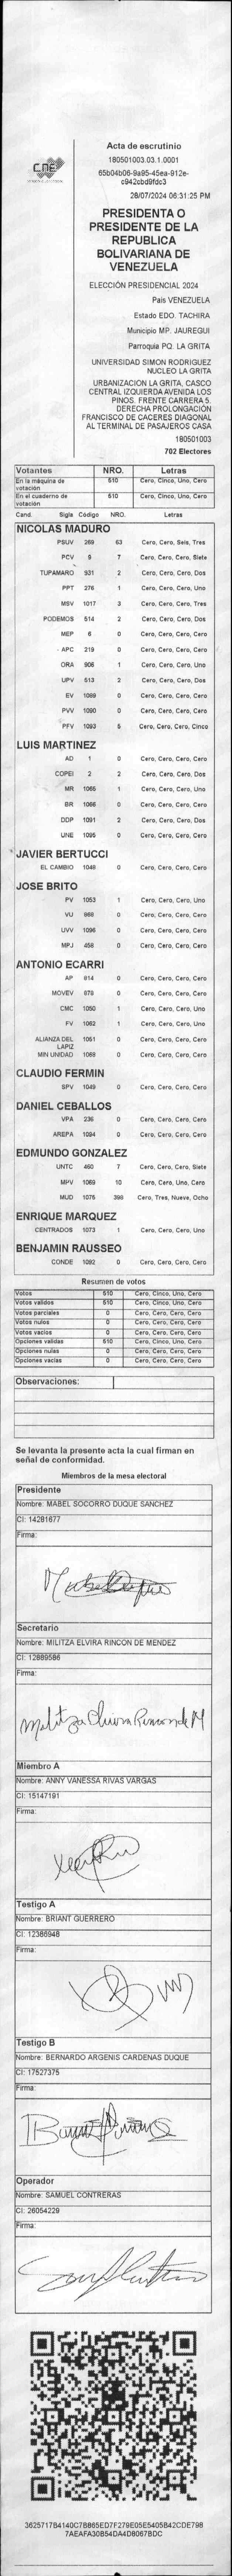 CNE
Acta de escrutinio
180501003.03.1.0001
65b04b06-9a95-45ea-912e-
c942cbd9fdc3
28/07/2024 06:31:25 PM
PRESIDENTA O
PRESIDENTE DE LA
REPUBLICA
BOLIVARIANA DE
VENEZUELA
ELECCIÓN PRESIDENCIAL 2024
País VENEZUELA
Estado EDO. TACHIRA
Municipio MP. JAUREGUI
Parroquia PQ. LA GRITA
UNIVERSIDAD SIMON RODRIGUEZ
NUCLEO LA GRITA
URBANIZACION LA GRITA, CASCO
CENTRAL IZQUIERDA AVENIDA LOS
PINOS. FRENTE CARRERA 5.
DERECHA PROLONGACIÓN
FRANCISCO DE CACERES DIAGONAL
AL TERMINAL DE PASAJEROS CASA
180501003
702 Electores
Votantes NRO. Letras
En la máquina de votación 510 Cero, Cinco, Uno, Cero
En el cuaderno de votación 510 Cero, Cinco, Uno, Cero
Cand. Sigla Código NRO. Letras
NICOLAS MADURO
PSUV 269 63 Cero, Cero, Seis, Tres
PCV 9 7 Cero, Cero, Cero, Siete
TUPAMARO 931 2 Cero, Cero, Cero, Dos
PPT 276 1 Cero, Cero, Cero, Uno
MSV 1017 3 Cero, Cero, Cero, Tres
PODEMOS 514 2 Cero, Cero, Cero, Dos
MEP 6 0 Cero, Cero, Cero, Cero
APC 219 0 Cero, Cero, Cero, Cero
ORA 906 1 Cero, Cero, Cero, Uno
UPV 513 2 Cero, Cero, Cero, Dos
EV 1089 0 Cero, Cero, Cero, Cero
PVV 1090 0 Cero, Cero, Cero, Cero
PFV 1093 5 Cero, Cero, Cero, Cinco
LUIS MARTINEZ
AD 1 0 Cero, Cero, Cero, Cero
COPEI 2 2 Cero, Cero, Cero, Dos
MR 1065 1 Cero, Cero, Cero, Uno
BR 1066 0 Cero, Cero, Cero, Cero
DDP 1091 2 Cero, Cero, Cero, Dos
UNE 1095 0 Cero, Cero, Cero, Cero
JAVIER BERTUCCI
EL CAMBIO 1048 0 Cero, Cero, Cero, Cero
JOSE BRITO
PV 1053 1 Cero, Cero, Cero, Uno
VU 868 0 Cero, Cero, Cero, Cero
UVV 1096 0 Cero, Cero, Cero, Cero
MPJ 458 0 Cero, Cero, Cero, Cero
ANTONIO ECARRI
AP 814 0 Cero, Cero, Cero, Cero
MOVEV 979 0 Cero, Cero, Cero, Cero
CMC 1050 1 Cero, Cero, Cero, Uno
FV 1062 1 Cero, Cero, Cero, Uno
ALIANZA DEL LAPIZ 1051 0 Cero, Cero, Cero, Cero
MIN UNIDAD 1068 0 Cero, Cero, Cero, Cero
CLAUDIO FERMIN
SPV 1049 0 Cero, Cero, Cero, Cero
DANIEL CEBALLOS
VPA 236 0 Cero, Cero, Cero, Cero
AREPA 1094 0 Cero, Cero, Cero, Cero
EDMUNDO GONZALEZ
UNTC 460 7 Cero, Cero, Cero, Siete
MPV 1069 10 Cero, Cero, Uno, Cero
MUD 1075 398 Cero, Tres, Nueve, Ocho
ENRIQUE MARQUEZ
CENTRADOS 1073 1 Cero, Cero, Cero, Uno
BENJAMIN RAUSSEO
CONDE 1092 0 Cero, Cero, Cero, Cero
Resumen de votos
Votos 510 Cero, Cinco, Uno, Cero
Votos validos 510 Cero, Cinco, Uno, Cero
Votos parciales 0 Cero, Cero, Cero, Cero
Votos nulos 0 Cero, Cero, Cero, Cero
Votos vacíos 0 Cero, Cero, Cero, Cero
Opciones validas 510 Cero, Cinco, Uno, Cero
Opciones nulas 0 Cero, Cero, Cero, Cero
Opciones vacías 0 Cero, Cero, Cero, Cero
Observaciones:
Se levanta la presente acta la cual firman en
señal de conformidad.
Miembros de la mesa electoral
Presidente
Nombre: MABEL SOCORRO DUQUE SANCHEZ
CI: 14281677
Firma:
Secretario
Nombre: MILITZA ELVIRA RINCON DE MENDEZ
CI: 12889586
Firma:
Miembro A
Nombre: ANNY VANESSA RIVAS VARGAS
CI: 15147191
Firma:
Testigo A
Nombre: BRIANT GUERRERO
CI: 12386948
Firma:
Testigo B
Nombre: BERNARDO ARGENIS CARDENAS DUQUE
CI: 17527375
Firma:
Operador
Nombre: SAMUEL CONTRERAS
CI: 26054229
Firma:
3625717B4140C7B865ED7F279E05E5405B42CDE798
7AEAFA30B54DA4D8067BDC